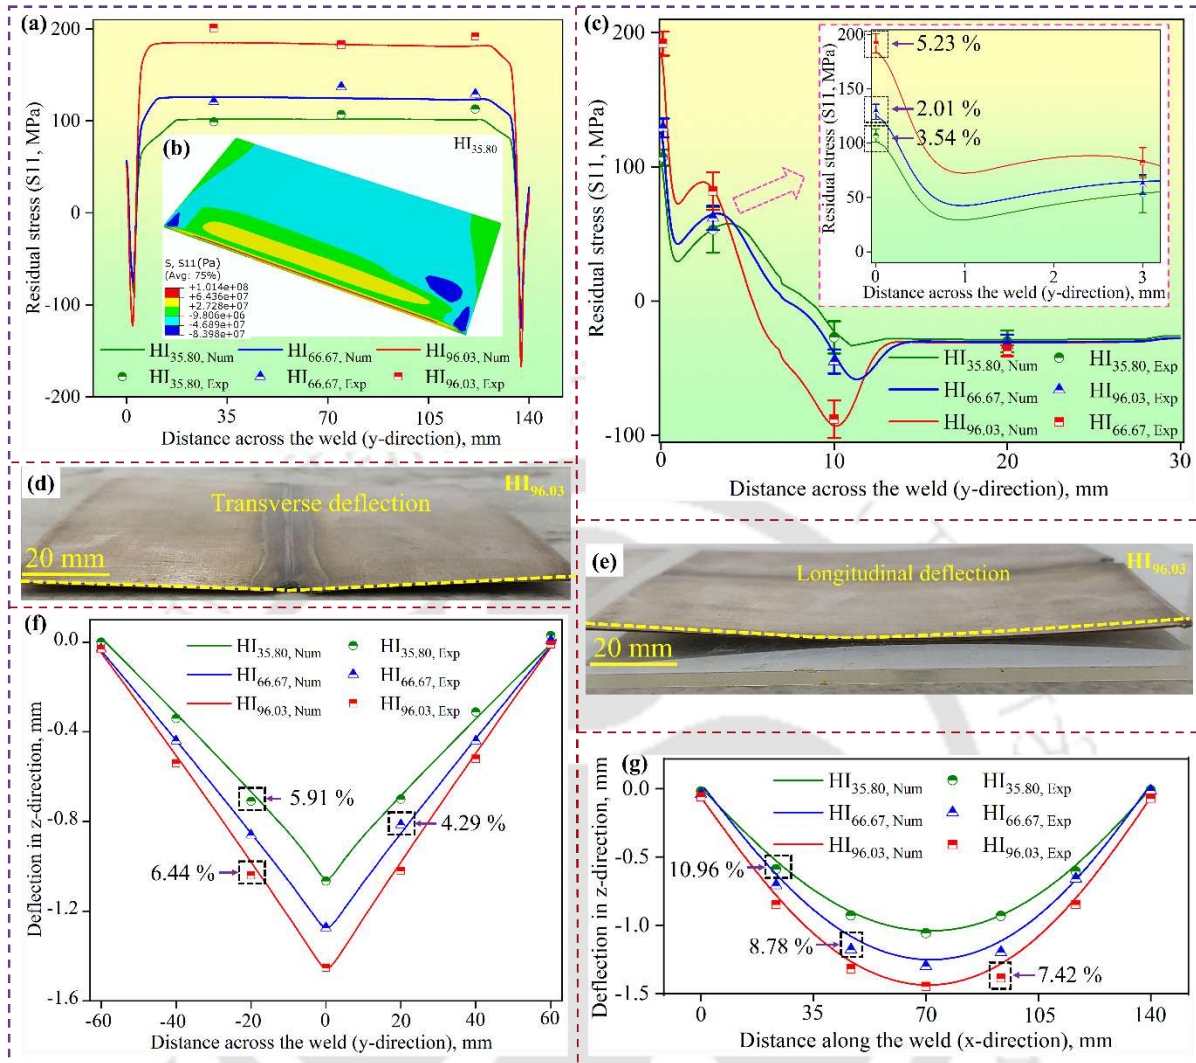 (a)
200
100
0
-100
-200
Residual stress (S11, MPa)
(b)
HI35.80
S, S11(Pa)
(Avg: 75%)
+1.014e+08
+6.436e+07
+2.728e+07
-9.806e+06
-4.689e+07
-8.398e+07
HI35.80, Num HI66.67, Num HI96.03, Num
HI35.80, Exp HI66.67, Exp HI96.03, Exp
0 35 70 105 140
Distance across the weld (y-direction), mm
(c)
200
100
0
-100
Residual stress (S11, MPa)
200
150
100
50
0
Residual stress (S11, MPa)
5.23 %
2.01 %
3.54 %
0 1 2 3
Distance across the weld (y-direction), mm
HI35.80, Num HI35.80, Exp
HI66.67, Num HI96.03, Exp
HI96.03, Num HI66.67, Exp
0 10 20 30
Distance across the weld (y-direction), mm
(d)
HI96.03
Transverse deflection
20 mm
(e)
HI96.03
Longitudinal deflection
20 mm
(f)
0.0
-0.4
-0.8
-1.2
-1.6
Deflection in z-direction, mm
HI35.80, Num HI35.80, Exp
HI66.67, Num HI66.67, Exp
HI96.03, Num HI96.03, Exp
5.91 %
4.29 %
6.44 %
-60 -40 -20 0 20 40 60
Distance across the weld (y-direction), mm
(g)
0.0
-0.5
-1.0
-1.5
Deflection in z-direction, mm
HI35.80, Num HI35.80, Exp
HI66.67, Num HI66.67, Exp
HI96.03, Num HI96.03, Exp
10.96 %
8.78 %
7.42 %
0 35 70 105 140
Distance along the weld (x-direction), mm